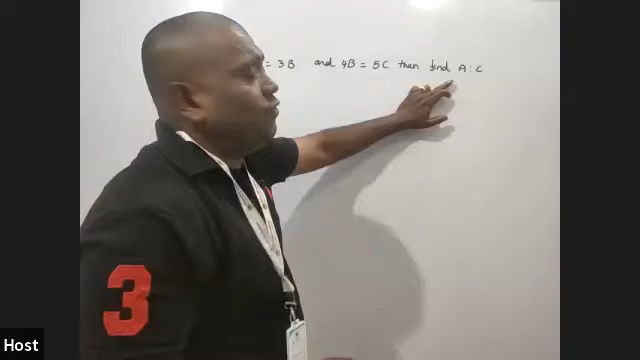 = 3B and 4B = 5C then find A : C
3
Host